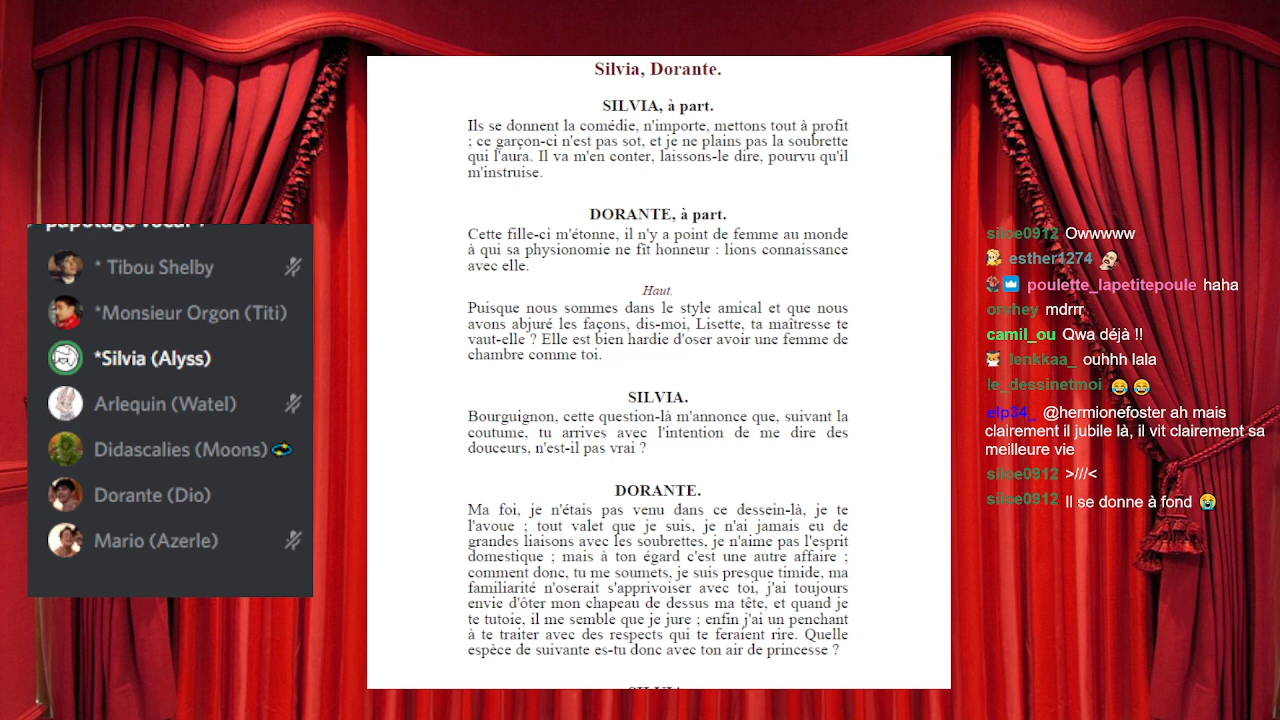 Silvia, Dorante.
SILVIA, à part.
Ils se donnent la comédie, n'importe, mettons tout à profit
; ce garçon-ci n'est pas sot, et je ne plains pas la soubrette
qui l'aura. Il va m'en conter, laissons-le dire, pourvu qu'il
m'instruise.
DORANTE, à part.
Cette fille-ci m'étonne, il n'y a point de femme au monde
à qui sa physionomie ne fît honneur : lions connaissance
avec elle.
Haut.
Puisque nous sommes dans le style amical et que nous
avons abjuré les façons, dis-moi, Lisette, ta maîtresse te
vaut-elle ? Elle est bien hardie d'oser avoir une femme de
chambre comme toi.
SILVIA.
Bourguignon, cette question-là m'annonce que, suivant la
coutume, tu arrives avec l'intention de me dire des
douceurs, n'est-il pas vrai ?
DORANTE.
Ma foi, je n'étais pas venu dans ce dessein-là, je te
l'avoue ; tout valet que je suis, je n'ai jamais eu de
grandes liaisons avec les soubrettes, je n'aime pas l'esprit
domestique ; mais à ton égard c'est une autre affaire ;
comment donc, tu me soumets, je suis presque timide, ma
familiarité n'oserait s'apprivoiser avec toi, j'ai toujours
envie d'ôter mon chapeau de dessus ma tête, et quand je
te tutoie, il me semble que je jure ; enfin j'ai un penchant
à te traiter avec des respects qui te feraient rire. Quelle
espèce de suivante es-tu donc avec ton air de princesse ?
* Tibou Shelby
*Monsieur Orgon (Titi)
*Silvia (Alyss)
Arlequin (Watel)
Didascalies (Moons)
Dorante (Dio)
Mario (Azerle)
siloe0912 Owwwww
esther1274
poulette_lapetitepoule haha
oryhey mdrrr
camil_ou Qwa déjà !!
lenkkaa_ ouhhh lala
le_dessinetmoi 😂 😂
elp34_ @hermionefoster ah mais
clairement il jubile là, il vit clairement sa
meilleure vie
siloe0912 >///<
siloe0912 Il se donne à fond 😭